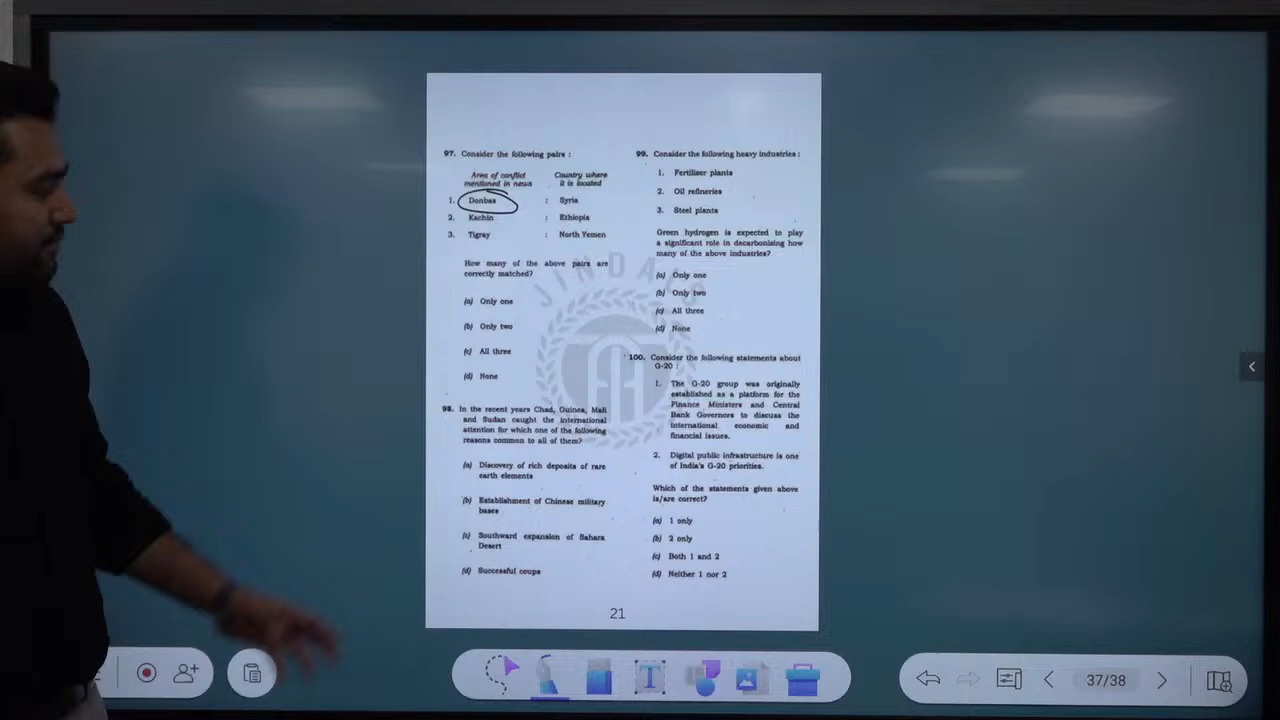 97. Consider the following pairs :
Area of conflict mentioned in news
Country where it is located
1. Donbas : Syria
2. Kachin : Ethiopia
3. Tigray : North Yemen
How many of the above pairs are
correctly matched?
(a) Only one
(b) Only two
(c) All three
(d) None
98. In the recent years Chad, Guinea, Mali
and Sudan caught the international
attention for which one of the following
reasons common to all of them?
(a) Discovery of rich deposits of rare
earth elements
(b) Establishment of Chinese military
bases
(c) Southward expansion of Sahara
Desert
(d) Successful coups
99. Consider the following heavy industries :
1. Fertilizer plants
2. Oil refineries
3. Steel plants
Green hydrogen is expected to play
a significant role in decarbonizing how
many of the above industries?
(a) Only one
(b) Only two
(c) All three
(d) None
100. Consider the following statements about
G-20 :
1. The G-20 group was originally
established as a platform for the
Finance Ministers and Central
Bank Governors to discuss the
international economic and
financial issues.
2. Digital public infrastructure is one
of India's G-20 priorities.
Which of the statements given above
is/are correct?
(a) 1 only
(b) 2 only
(c) Both 1 and 2
(d) Neither 1 nor 2
21
T
37/38